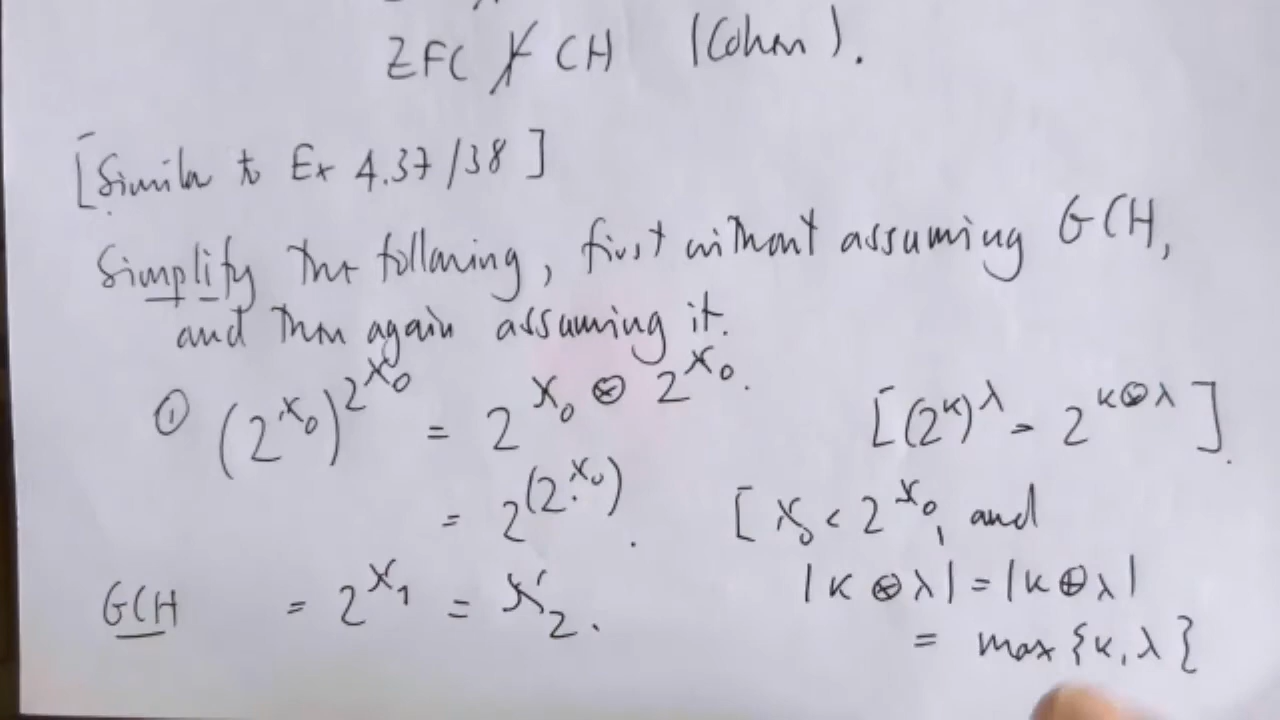 ZFC ⊬ CH (Cohen).
[Similar to Ex 4.37/38]
Simplify the following, first without assuming GCH,
and then again assuming it.
① (2^ℵ₀)^2^ℵ₀ = 2^ℵ₀ ⊗ 2^ℵ₀. [(2^κ)^λ = 2^κ⊗λ].
= 2^(2^ℵ₀). [ℵ₀ < 2^ℵ₀, and
GCH = 2^ℵ₁ = ℵ₂. |κ ⊗ λ| = |κ ⊕ λ|
= max {κ, λ}